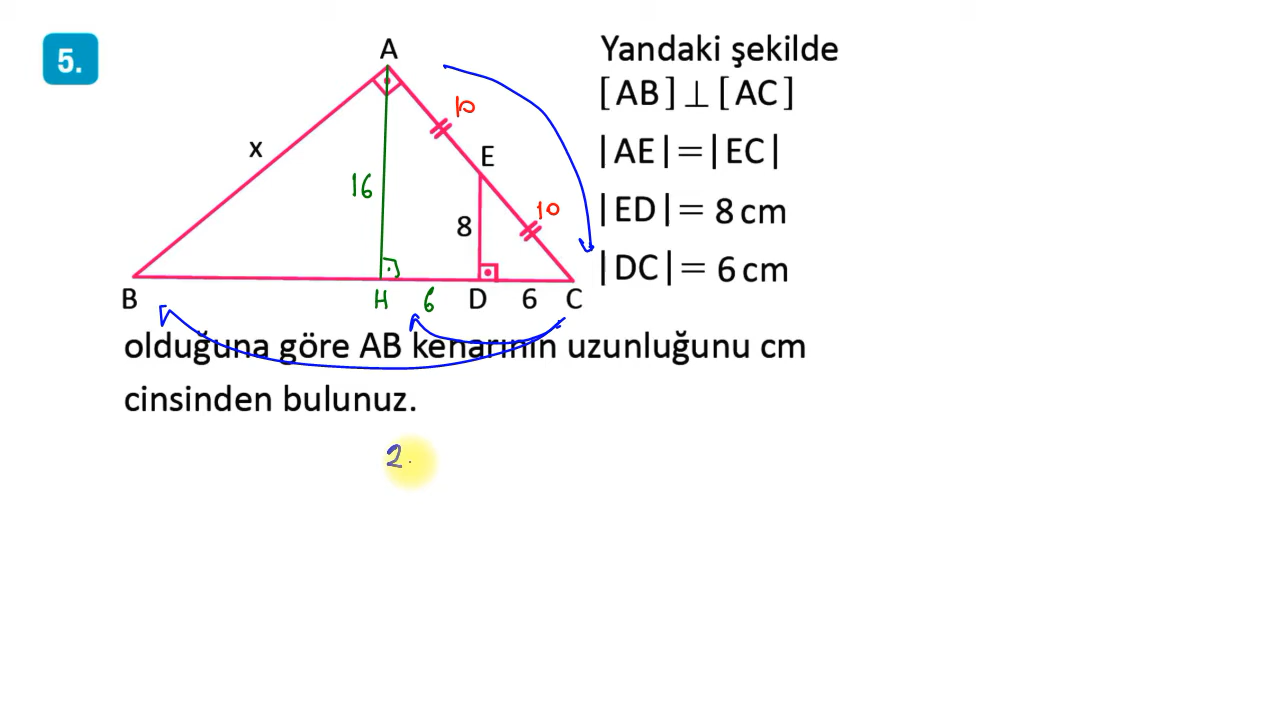 5.
A
Yandaki şekilde
[AB]⊥[AC]
10
x
|AE|=|EC|
E
16
10
8
|ED|= 8 cm
|DC|= 6 cm
B H 6 D 6 C
olduğuna göre AB kenarının uzunluğunu cm
cinsinden bulunuz.
2.